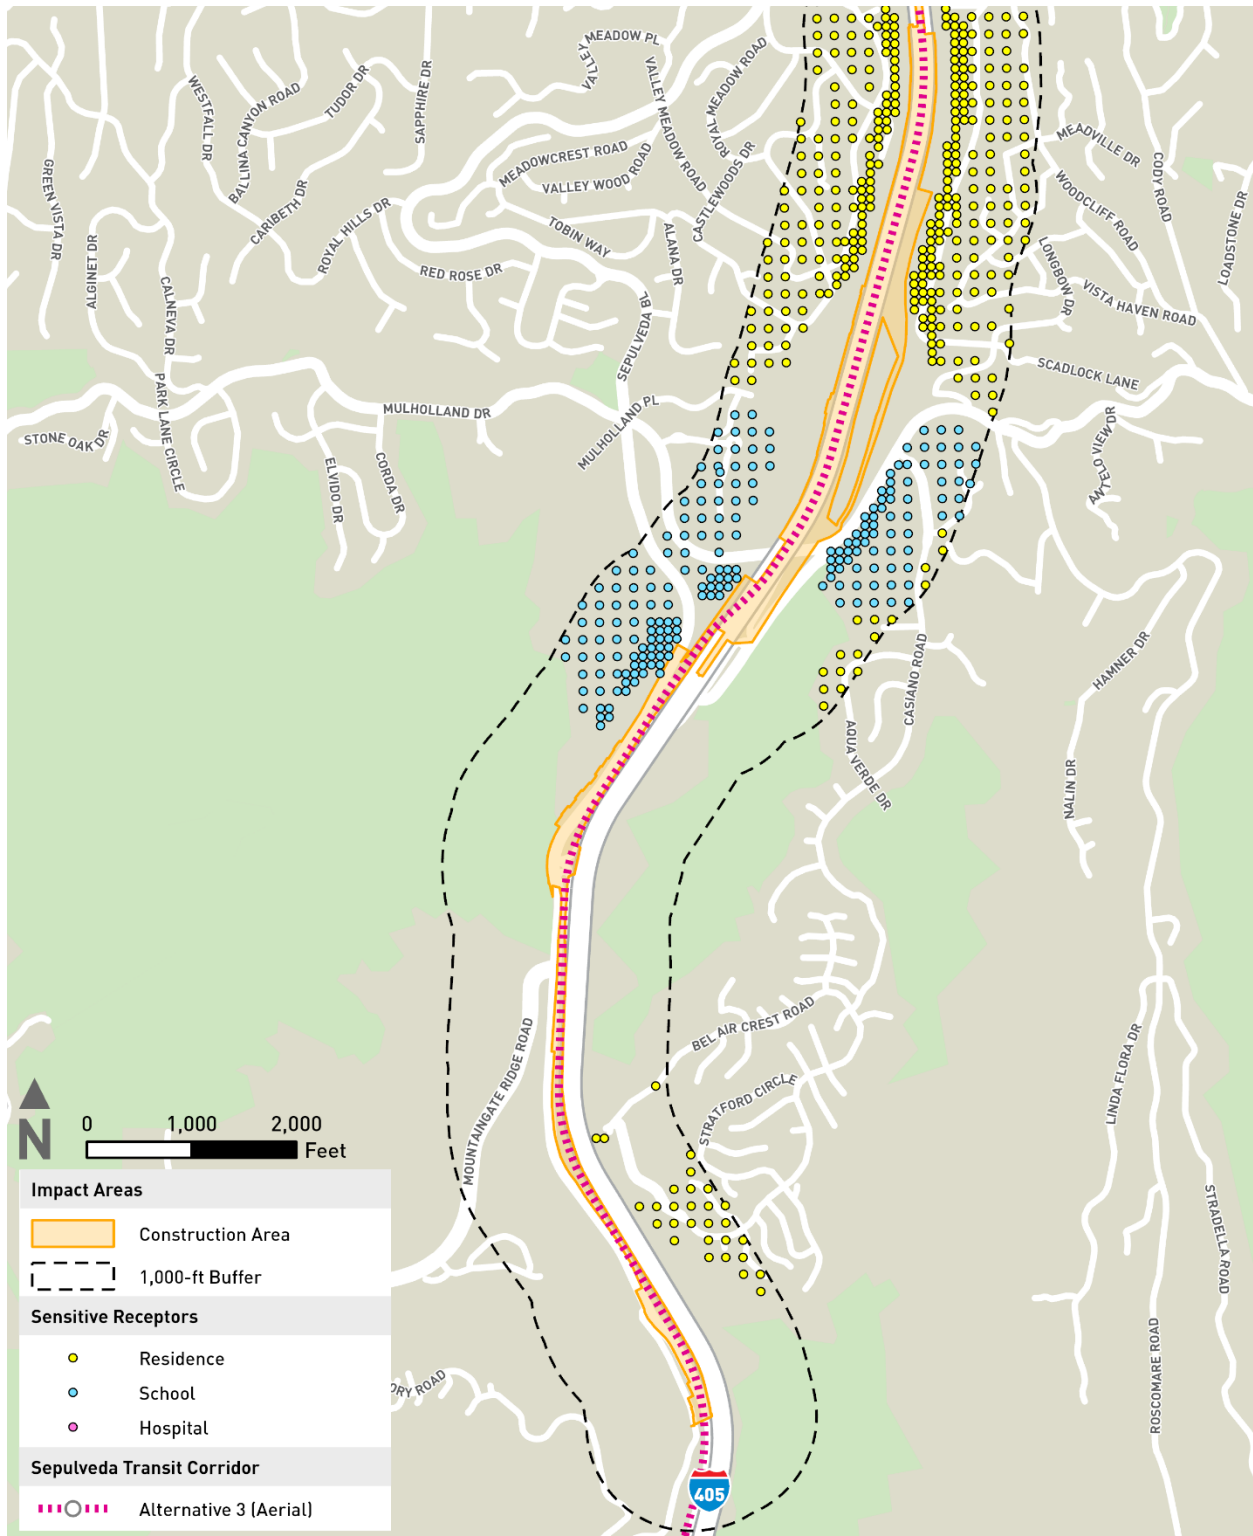 VALLEY MEADOW PL
WESTFALL DR
BALLINA CANYON ROAD
TUDOR DR
SAPPHIRE DR
VALLEY MEADOW ROAD
ROYAL MEADOW ROAD
MEADOWCREST ROAD
VALLEY WOOD ROAD
CASTLEWOODS DR
MEADVILLE DR
CODY ROAD
WOODCLIFF ROAD
LOADSTONE DR
GREEN VISTA DR
ALGINET DR
CARIBETH DR
ROYAL HILLS DR
TOBIN WAY
ALANA DR
RED ROSE DR
CALNEVA DR
LONGBOW DR
VISTA HAVEN ROAD
SEPULVEDA BL
SCADLOCK LANE
PARK LANE CIRCLE
MULHOLLAND DR
MULHOLLAND PL
STONE OAK DR
ELVIDO DR
CORDA DR
ANTELO VIEW DR
HAMNER DR
CASIANO ROAD
AQUA VERDE DR
NALIN DR
BEL AIR CREST ROAD
MOUNTAINGATE RIDGE ROAD
STRATFORD CIRCLE
LINDA FLORA DR
STRADELLA ROAD
ROSCOMARE ROAD
ORY ROAD
405
N
0 1,000 2,000
Feet
Impact Areas
Construction Area
1,000-ft Buffer
Sensitive Receptors
Residence
School
Hospital
Sepulveda Transit Corridor
Alternative 3 (Aerial)